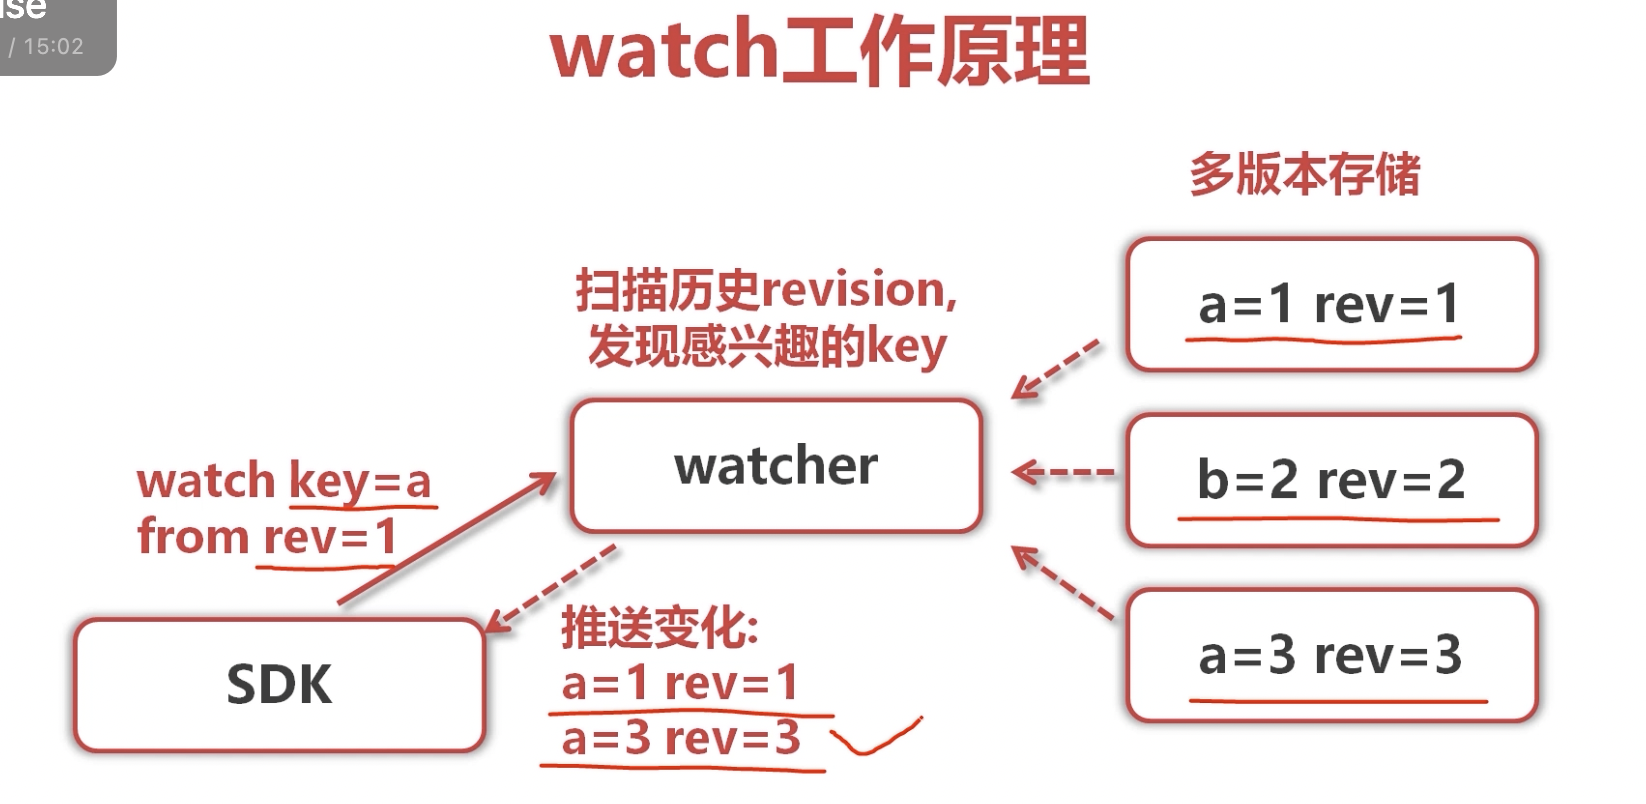 / 15:02
watch工作原理
多版本存储
a=1 rev=1
扫描历史revision,
发现感兴趣的key
b=2 rev=2
watcher
watch key=a
from rev=1
a=3 rev=3
SDK
推送变化:
a=1 rev=1
a=3 rev=3